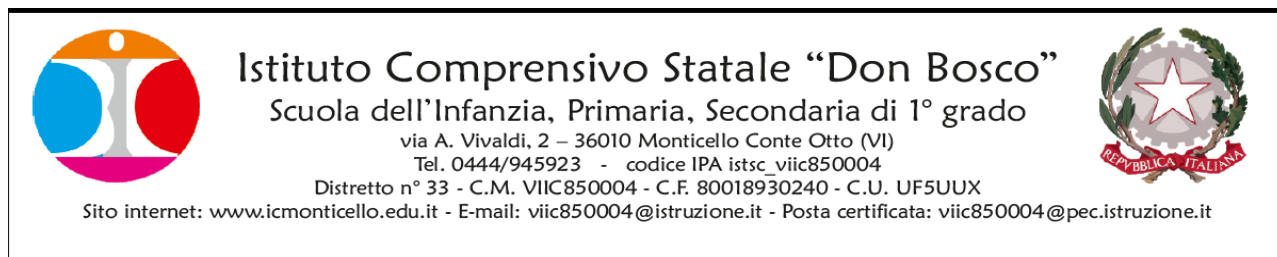 Istituto Comprensivo Statale “Don Bosco”
Scuola dell’Infanzia, Primaria, Secondaria di 1° grado
via A. Vivaldi, 2 – 36010 Monticello Conte Otto (VI)
Tel. 0444/945923 - codice IPA istsc_viic850004
Distretto n° 33 - C.M. VIIC850004 - C.F. 80018930240 - C.U. UF5UUX
Sito internet: www.icmonticello.edu.it - E-mail: viic850004@istruzione.it - Posta certificata: viic850004@pec.istruzione.it
REPVBBLICA ITALIANA